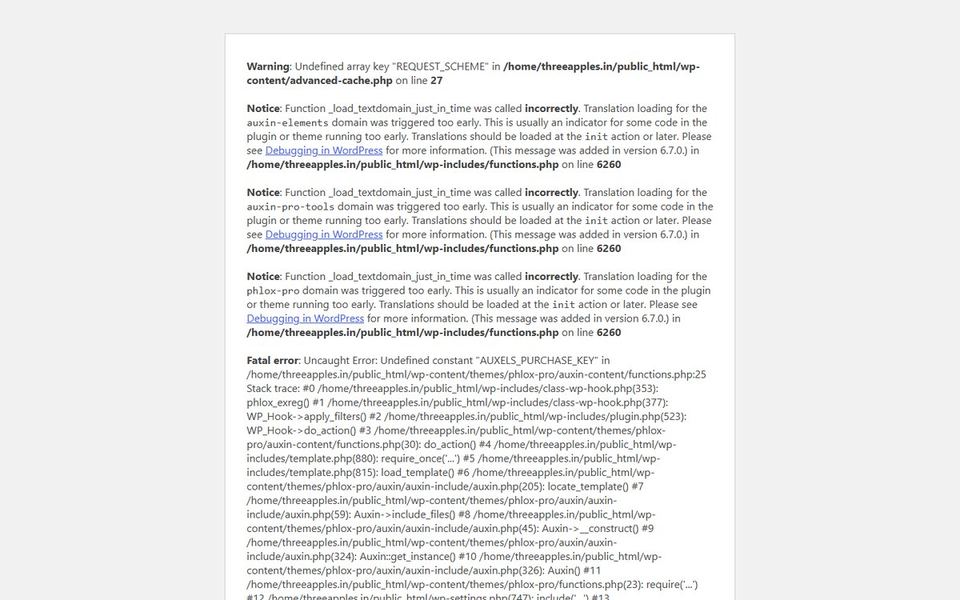 Warning: Undefined array key "REQUEST_SCHEME" in /home/threeapples.in/public_html/wp-
content/advanced-cache.php on line 27
Notice: Function _load_textdomain_just_in_time was called incorrectly. Translation loading for the
auxin-elements domain was triggered too early. This is usually an indicator for some code in the
plugin or theme running too early. Translations should be loaded at the init action or later. Please
see Debugging in WordPress for more information. (This message was added in version 6.7.0.) in
/home/threeapples.in/public_html/wp-includes/functions.php on line 6260
Notice: Function _load_textdomain_just_in_time was called incorrectly. Translation loading for the
auxin-pro-tools domain was triggered too early. This is usually an indicator for some code in the
plugin or theme running too early. Translations should be loaded at the init action or later. Please
see Debugging in WordPress for more information. (This message was added in version 6.7.0.) in
/home/threeapples.in/public_html/wp-includes/functions.php on line 6260
Notice: Function _load_textdomain_just_in_time was called incorrectly. Translation loading for the
phlox-pro domain was triggered too early. This is usually an indicator for some code in the plugin
or theme running too early. Translations should be loaded at the init action or later. Please see
Debugging in WordPress for more information. (This message was added in version 6.7.0.) in
/home/threeapples.in/public_html/wp-includes/functions.php on line 6260
Fatal error: Uncaught Error: Undefined constant "AUXELS_PURCHASE_KEY" in
/home/threeapples.in/public_html/wp-content/themes/phlox-pro/auxin-content/functions.php:25
Stack trace: #0 /home/threeapples.in/public_html/wp-includes/class-wp-hook.php(353):
phlox_exreg() #1 /home/threeapples.in/public_html/wp-includes/class-wp-hook.php(377):
WP_Hook->apply_filters() #2 /home/threeapples.in/public_html/wp-includes/plugin.php(523):
WP_Hook->do_action() #3 /home/threeapples.in/public_html/wp-content/themes/phlox-
pro/auxin-content/functions.php(30): do_action() #4 /home/threeapples.in/public_html/wp-
includes/template.php(880): require_once('...') #5 /home/threeapples.in/public_html/wp-
includes/template.php(815): load_template() #6 /home/threeapples.in/public_html/wp-
content/themes/phlox-pro/auxin/auxin-include/auxin.php(205): locate_template() #7
/home/threeapples.in/public_html/wp-content/themes/phlox-pro/auxin/auxin-
include/auxin.php(59): Auxin->include_files() #8 /home/threeapples.in/public_html/wp-
content/themes/phlox-pro/auxin/auxin-include/auxin.php(45): Auxin->__construct() #9
/home/threeapples.in/public_html/wp-content/themes/phlox-pro/auxin/auxin-
include/auxin.php(324): Auxin::get_instance() #10 /home/threeapples.in/public_html/wp-
content/themes/phlox-pro/auxin/auxin-include/auxin.php(326): Auxin() #11
/home/threeapples.in/public_html/wp-content/themes/phlox-pro/functions.php(23): require('...')
#12 /home/threeapples.in/public_html/wp-settings.php(747): include('...') #13